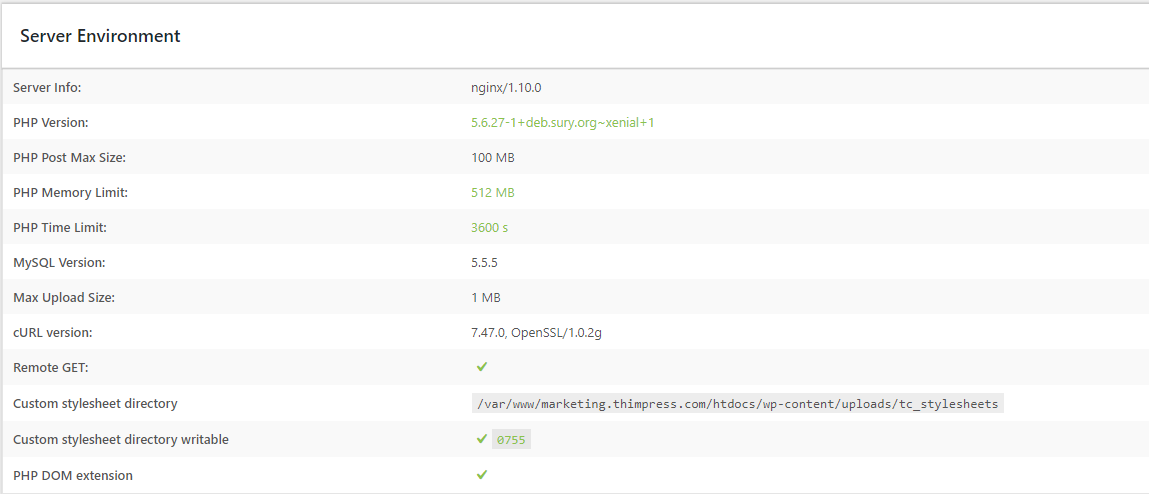 Server Environment
Server Info: nginx/1.10.0
PHP Version: 5.6.27-1+deb.sury.org~xenial+1
PHP Post Max Size: 100 MB
PHP Memory Limit: 512 MB
PHP Time Limit: 3600 s
MySQL Version: 5.5.5
Max Upload Size: 1 MB
cURL version: 7.47.0, OpenSSL/1.0.2g
Remote GET: ✔
Custom stylesheet directory /var/www/marketing.thimpress.com/htdocs/wp-content/uploads/tc_stylesheets
Custom stylesheet directory writable ✔ 0755
PHP DOM extension ✔